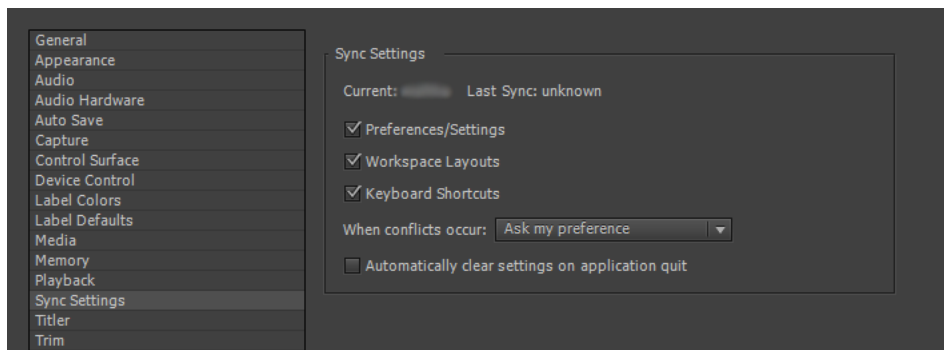 General
Appearance
Audio
Audio Hardware
Auto Save
Capture
Control Surface
Device Control
Label Colors
Label Defaults
Media
Memory
Playback
Sync Settings
Titler
Trim
Sync Settings
Current: Last Sync: unknown
Preferences/Settings
Workspace Layouts
Keyboard Shortcuts
When conflicts occur: Ask my preference
Automatically clear settings on application quit